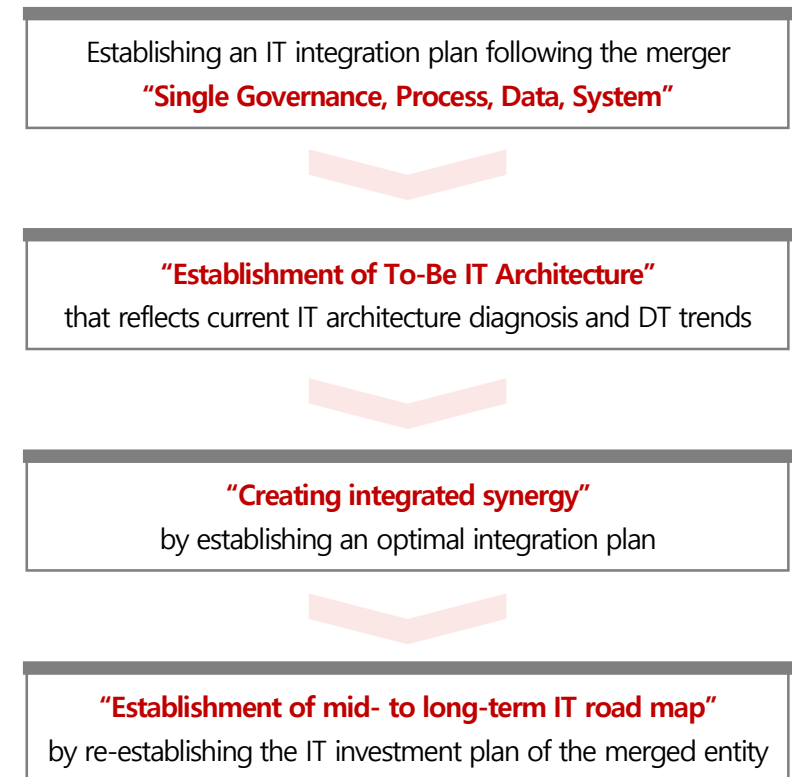 Establishing an IT integration plan following the merger
“Single Governance, Process, Data, System”
“Establishment of To-Be IT Architecture”
that reflects current IT architecture diagnosis and DT trends
“Creating integrated synergy”
by establishing an optimal integration plan
“Establishment of mid- to long-term IT road map”
by re-establishing the IT investment plan of the merged entity